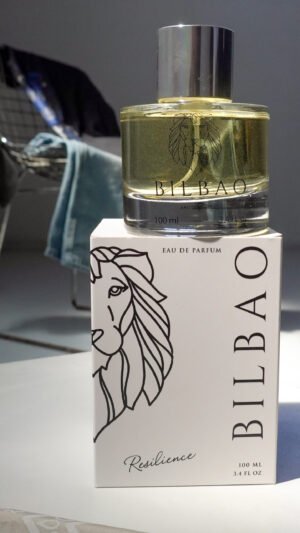 BILBAO
100 ml
EAU DE PARFUM
BILBAO
Resilience
100 ML
3.4 FL OZ